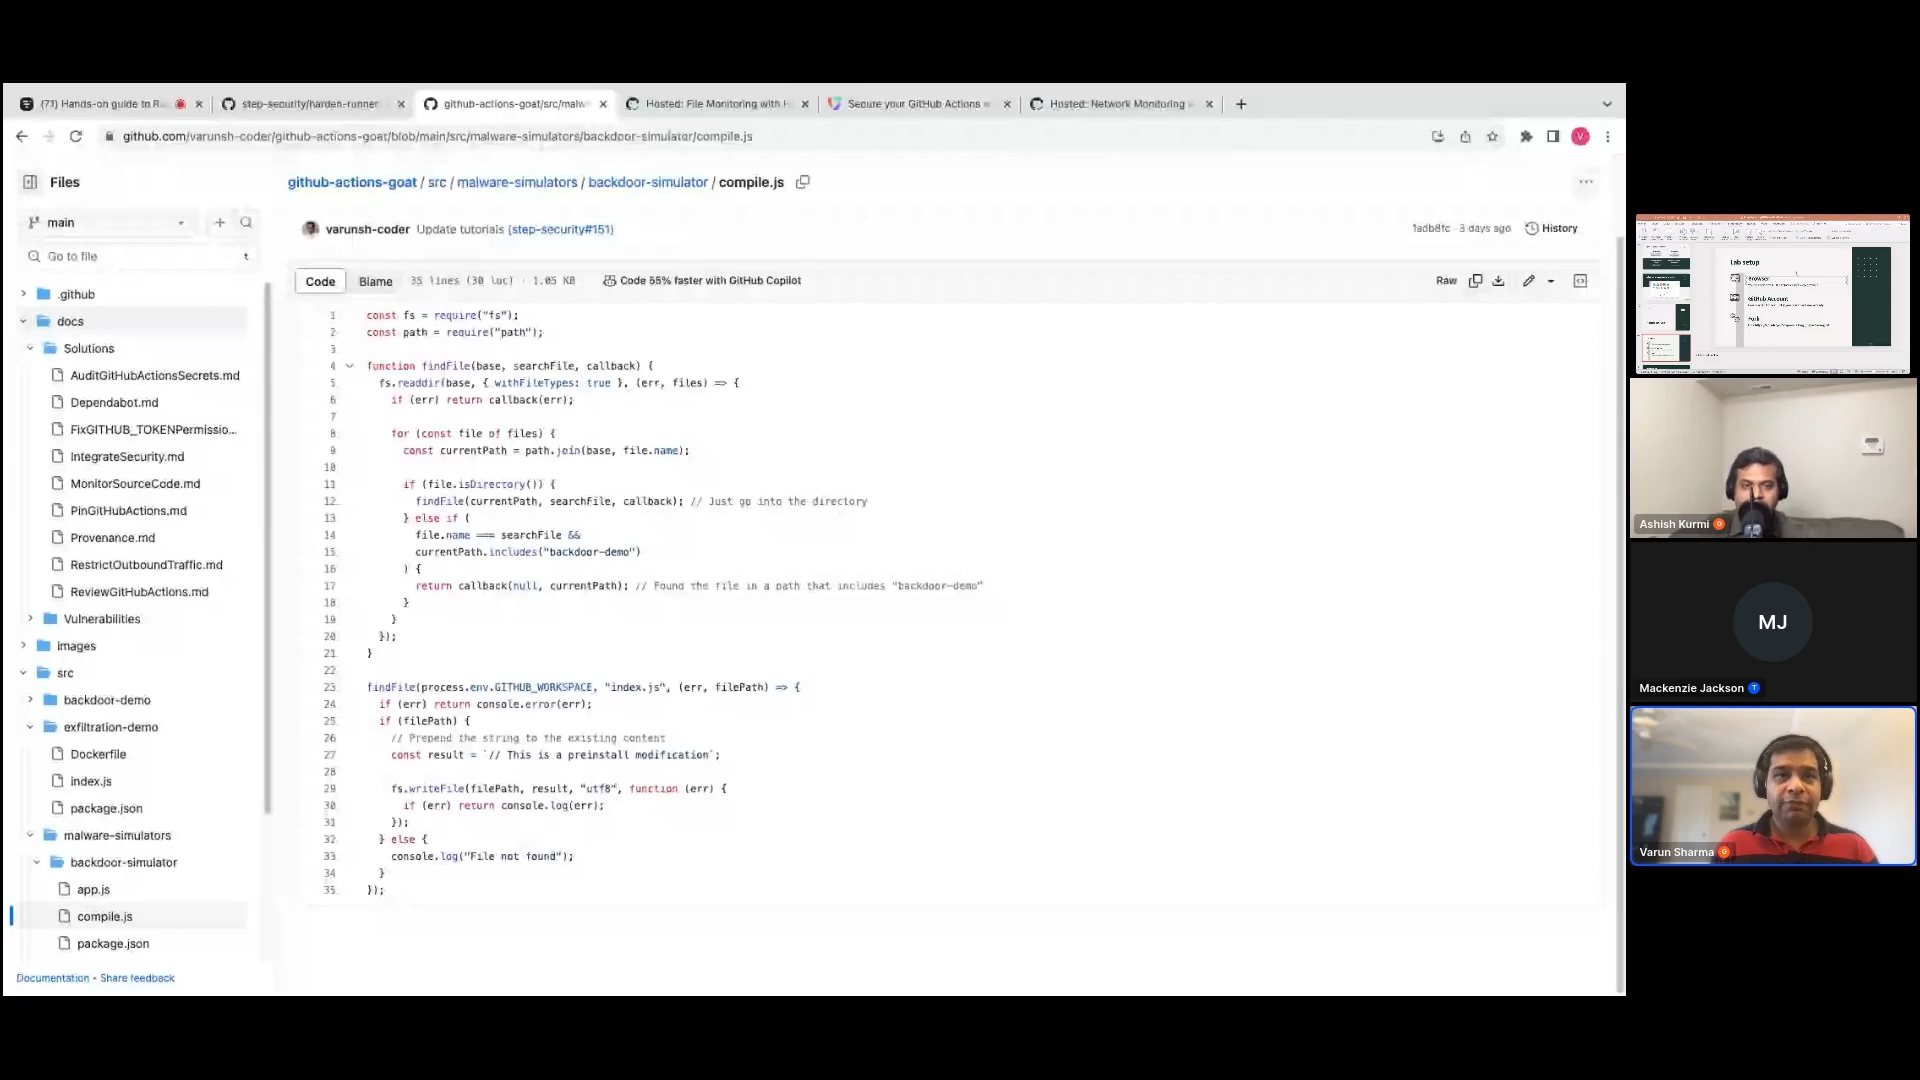 (71) Hands-on guide to Ru
step-security/harden-runner
github-actions-goat/src/malw
Hosted: File Monitoring with H
Secure your GitHub Actions w
Hosted: Network Monitoring w
github.com/varunsh-coder/github-actions-goat/blob/main/src/malware-simulators/backdoor-simulator/compile.js
V
Files
main
Go to file
t
.github
docs
Solutions
AuditGitHubActionsSecrets.md
Dependabot.md
FixGITHUB_TOKENPermissio...
IntegrateSecurity.md
MonitorSourceCode.md
PinGitHubActions.md
Provenance.md
RestrictOutboundTraffic.md
ReviewGitHubActions.md
Vulnerabilities
images
src
backdoor-demo
exfiltration-demo
Dockerfile
index.js
package.json
malware-simulators
backdoor-simulator
app.js
compile.js
package.json
Documentation • Share feedback
github-actions-goat / src / malware-simulators / backdoor-simulator / compile.js
varunsh-coder Update tutorials (step-security#151)
1adb8fc · 3 days ago History
Code Blame 35 lines (30 loc) · 1.05 KB Code 55% faster with GitHub Copilot
Raw
1 const fs = require("fs");
2 const path = require("path");
3
4 function findFile(base, searchFile, callback) {
5 fs.readdir(base, { withFileTypes: true }, (err, files) => {
6 if (err) return callback(err);
7
8 for (const file of files) {
9 const currentPath = path.join(base, file.name);
10
11 if (file.isDirectory()) {
12 findFile(currentPath, searchFile, callback); // Just go into the directory
13 } else if (
14 file.name === searchFile &&
15 currentPath.includes("backdoor-demo")
16 ) {
17 return callback(null, currentPath); // Found the file in a path that includes "backdoor-demo"
18 }
19 }
20 });
21 }
22
23 findFile(process.env.GITHUB_WORKSPACE, "index.js", (err, filePath) => {
24 if (err) return console.error(err);
25 if (filePath) {
26 // Prepend the string to the existing content
27 const result = `// This is a preinstall modification`;
28
29 fs.writeFile(filePath, result, "utf8", function (err) {
30 if (err) return console.log(err);
31 });
32 } else {
33 console.log("File not found");
34 }
35 });
Lab setup
Browser
GitHub Account
Fork
Ashish Kurmi
MJ
Mackenzie Jackson
Varun Sharma